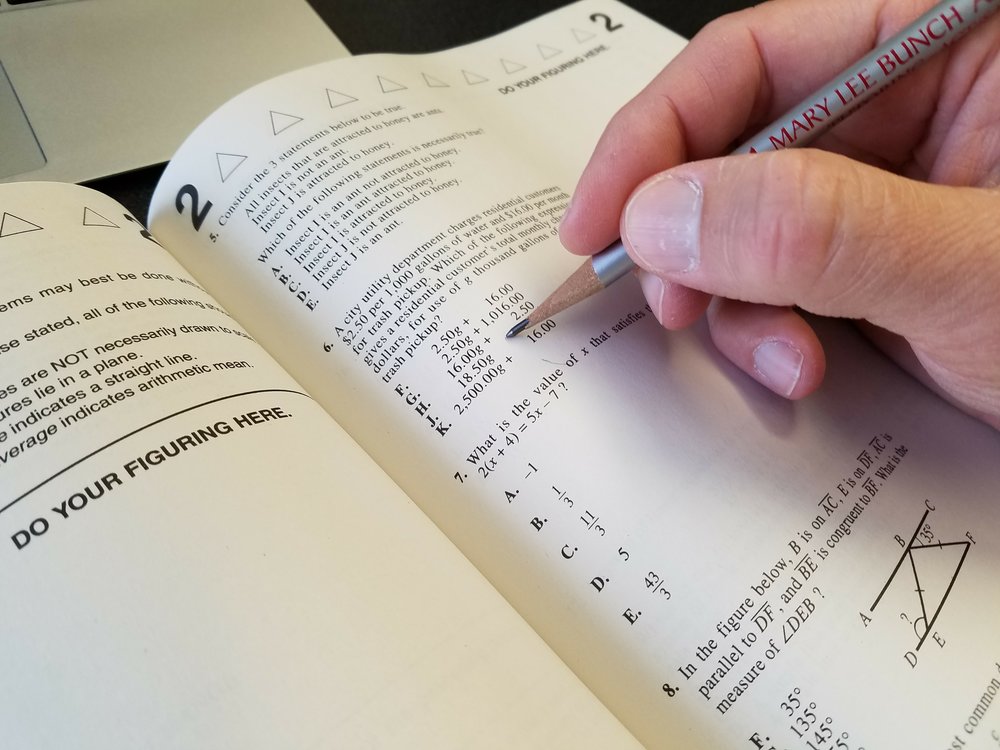 ems may best be done
se stated, all of the following
es are NOT necessarily drawn to
ures lie in a plane.
e indicates a straight line.
verage indicates arithmetic mean.
DO YOUR FIGURING HERE.
2
2
DO YOUR FIGURING HERE.
5. Consider the 3 statements below to be true.
All insects that are attracted to honey are ants.
Insect I is not an ant.
Insect J is attracted to honey.
Which of the following statements is necessarily true?
A. Insect I is an ant not attracted to honey.
B. Insect I is an ant attracted to honey.
C. Insect I is attracted to honey.
D. Insect J is not attracted to honey.
E. Insect J is an ant.
6. A city utility department charges residential customers
$2.50 per 1,000 gallons of water and $16.00 per month
for trash pickup. Which of the following
gives a residential customer's total monthly
dollars, for use of g thousand gallons of
trash pickup?
F. 2.50g + 16.00
G. 2.50g + 1,016.00
H. 16.00g + 2.50
J. 18.50g
K. 2,500.00g + 16.00
7. What is the value of x that satisfies
2(x + 4) = 5x – 7 ?
A. –1
B. 1/3
C. 11/3
D. 5
E. 43/3
8. In the figure below, B is on AC, E is on DF, AC is
parallel to DF, and BE is congruent to BF. What is the
measure of ∠DEB ?
A
B
C
35°
F
?
D
E
F. 35°
135°
145°
st common
MARY LEE BUNCH